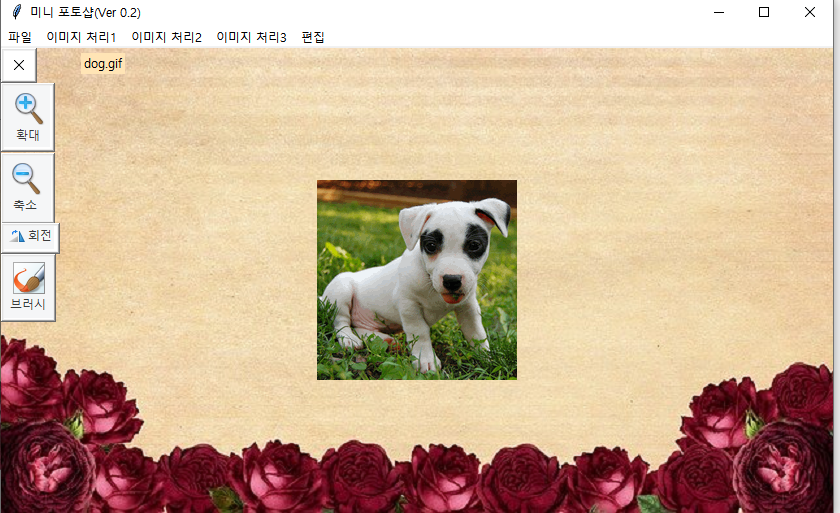 미니 포토샵(Ver 0.2)
파일 이미지 처리1 이미지 처리2 이미지 처리3 편집
dog.gif
확대
축소
회전
브러시